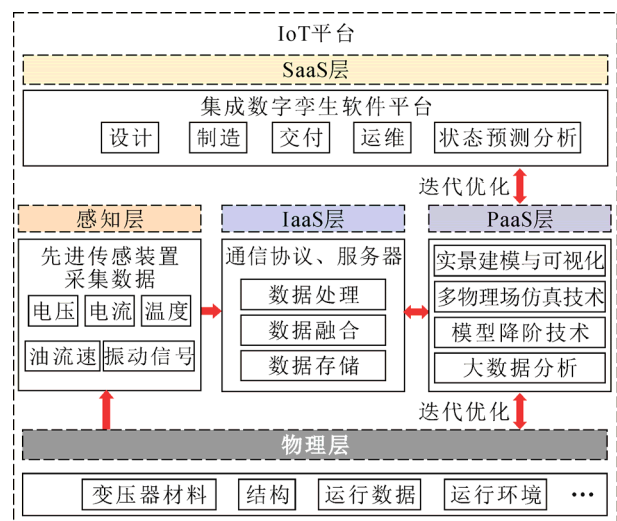 IoT平台
SaaS层
集成数字孪生软件平台
设计 制造 交付 运维 状态预测分析
迭代优化
感知层
先进传感装置
采集数据
电压 电流 温度
油流速 振动信号
IaaS层
通信协议、服务器
数据处理
数据融合
数据存储
PaaS层
实景建模与可视化
多物理场仿真技术
模型降阶技术
大数据分析
迭代优化
物理层
变压器材料 结构 运行数据 运行环境 …